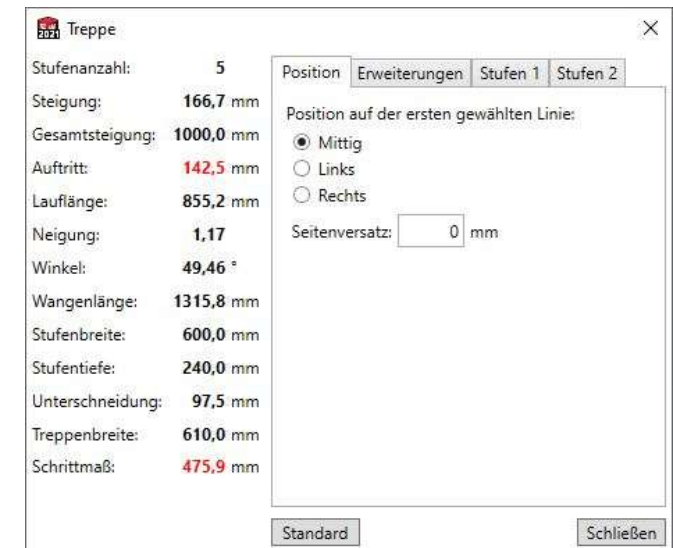 Treppe
Stufenanzahl: 5
Steigung: 166,7 mm
Gesamtsteigung: 1000,0 mm
Auftritt: 142,5 mm
Lauflänge: 855,2 mm
Neigung: 1,17
Winkel: 49,46 °
Wangenlänge: 1315,8 mm
Stufenbreite: 600,0 mm
Stufentiefe: 240,0 mm
Unterschneidung: 97,5 mm
Treppenbreite: 610,0 mm
Schrittmaß: 475,9 mm
Position Erweiterungen Stufen 1 Stufen 2
Position auf der ersten gewählten Linie:
Mittig
Links
Rechts
Seitenversatz: 0 mm
Standard Schließen